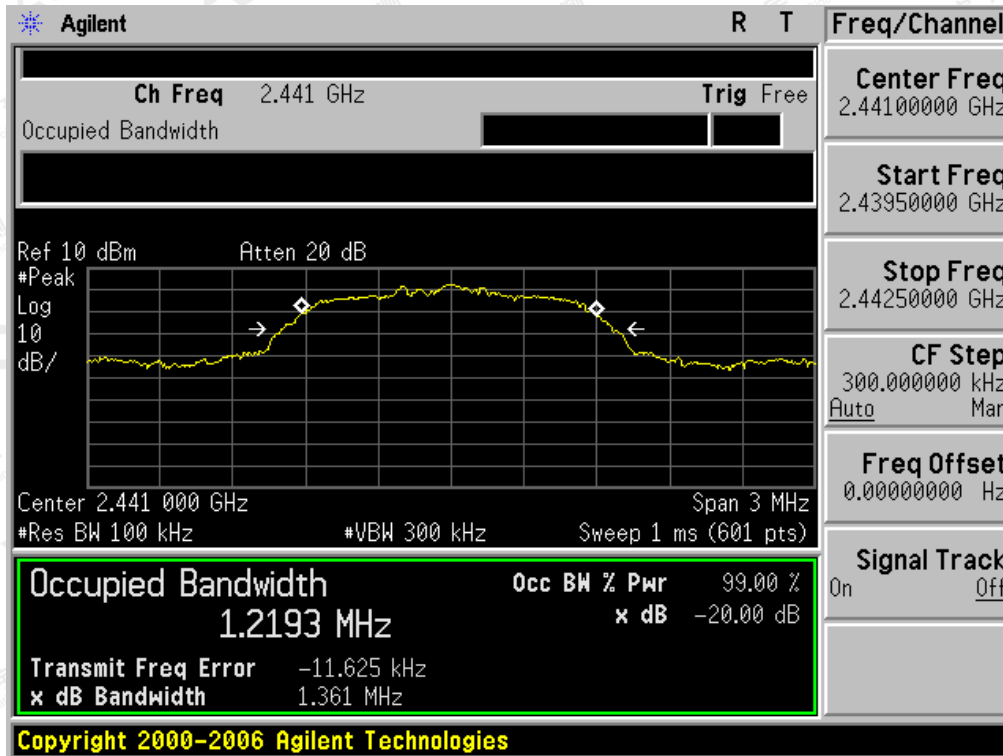 Agilent R T Freq/Channel
Ch Freq 2.441 GHz Trig Free
Occupied Bandwidth
Center Freq
2.44100000 GHz
Start Freq
2.43950000 GHz
Stop Freq
2.44250000 GHz
CF Step
300.000000 kHz
Auto Man
Freq Offset
0.00000000 Hz
Signal Track
On Off
Ref 10 dBm Atten 20 dB
#Peak
Log
10
dB/
Center 2.441 000 GHz Span 3 MHz
#Res BW 100 kHz #VBW 300 kHz Sweep 1 ms (601 pts)
Occupied Bandwidth Occ BW % Pwr 99.00 %
1.2193 MHz x dB -20.00 dB
Transmit Freq Error -11.625 kHz
x dB Bandwidth 1.361 MHz
Copyright 2000-2006 Agilent Technologies